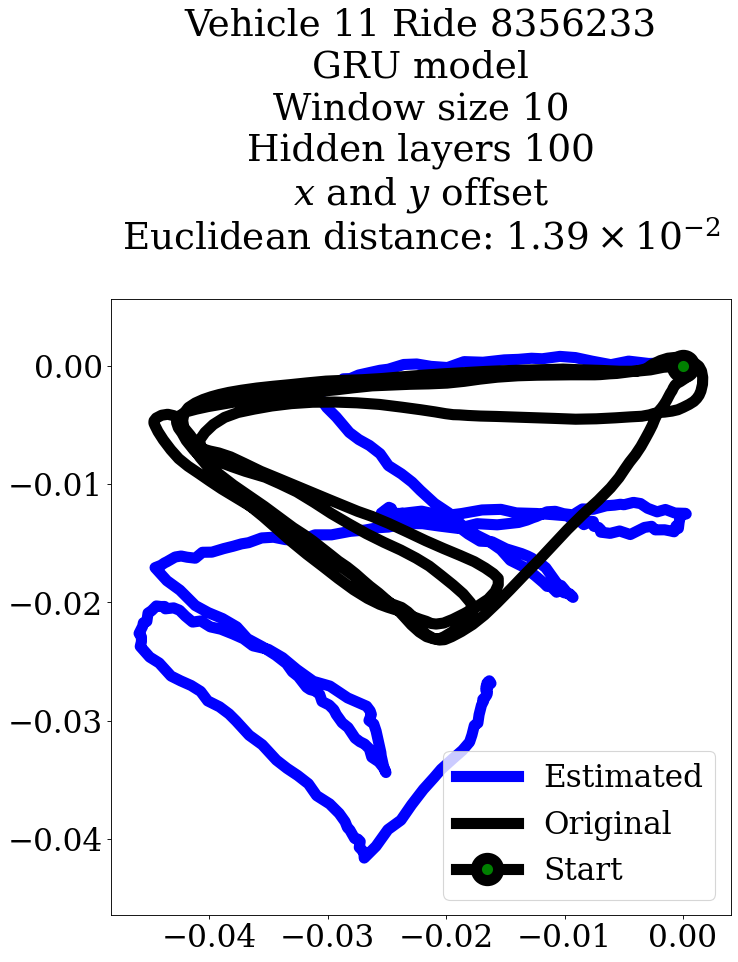 Vehicle 11 Ride 8356233
GRU model
Window size 10
Hidden layers 100
x and y offset
Euclidean distance: 1.39 × 10⁻²
0.00
−0.01
−0.02
−0.03
−0.04
Estimated
Original
Start
−0.04 −0.03 −0.02 −0.01 0.00